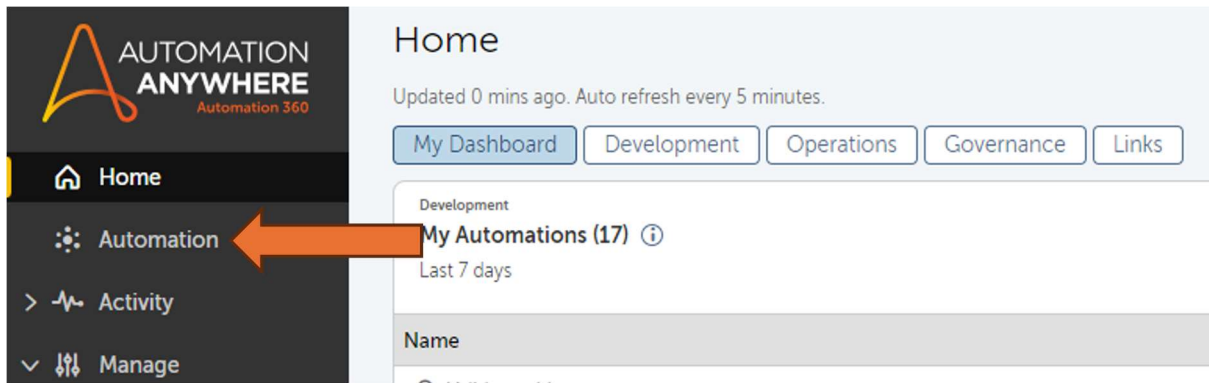 AUTOMATION
ANYWHERE
Automation 360
Home
Automation
Activity
Manage
Home
Updated 0 mins ago. Auto refresh every 5 minutes.
My Dashboard Development Operations Governance Links
Development
My Automations (17)
Last 7 days
Name